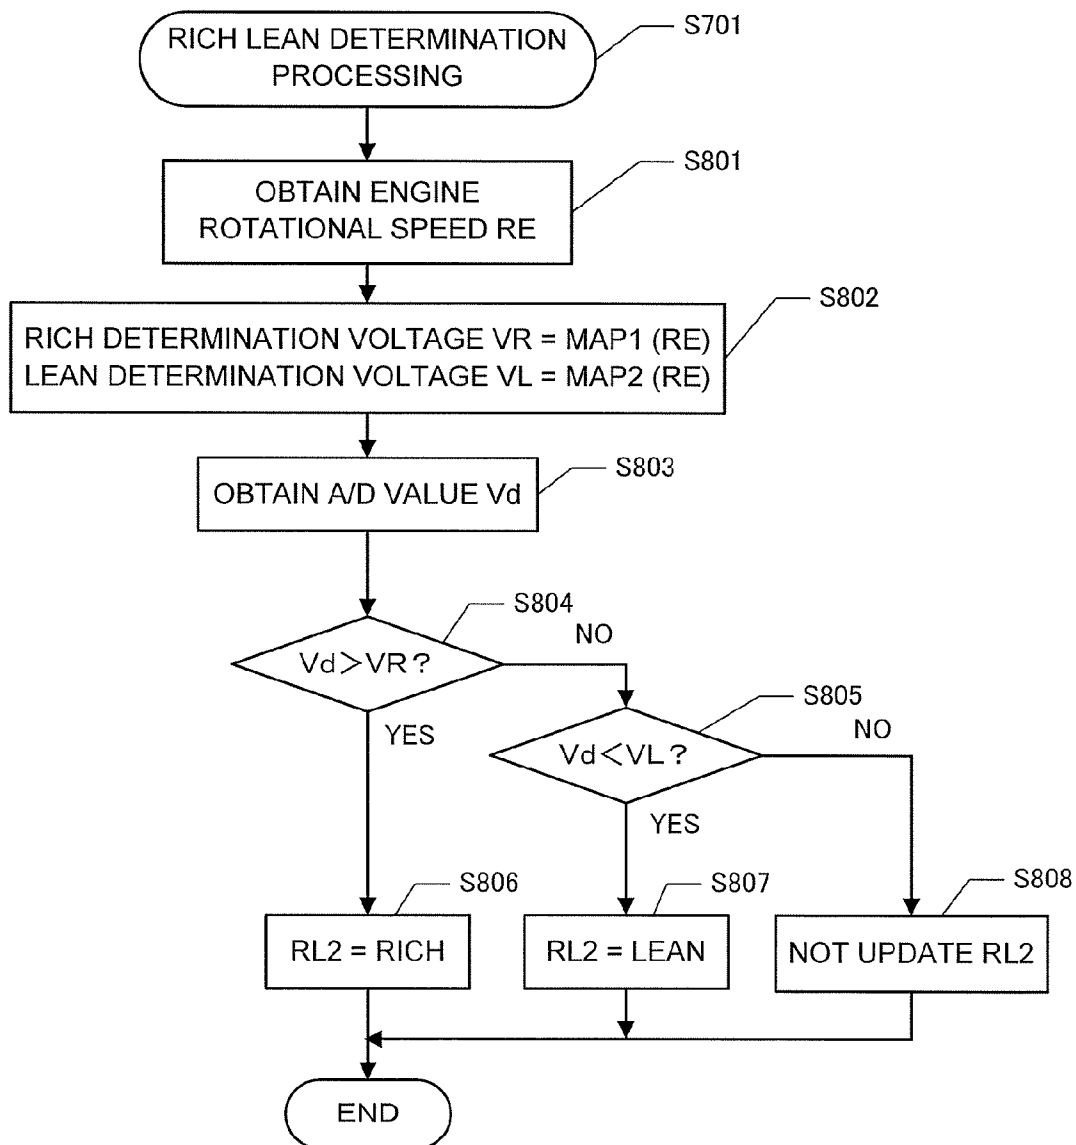 RICH LEAN DETERMINATION
PROCESSING
S701
OBTAIN ENGINE
ROTATIONAL SPEED RE
S801
RICH DETERMINATION VOLTAGE VR = MAP1 (RE)
LEAN DETERMINATION VOLTAGE VL = MAP2 (RE)
S802
OBTAIN A/D VALUE Vd
S803
Vd>VR?
S804
NO
YES
Vd<VL?
S805
NO
YES
RL2 = RICH
S806
RL2 = LEAN
S807
NOT UPDATE RL2
S808
END